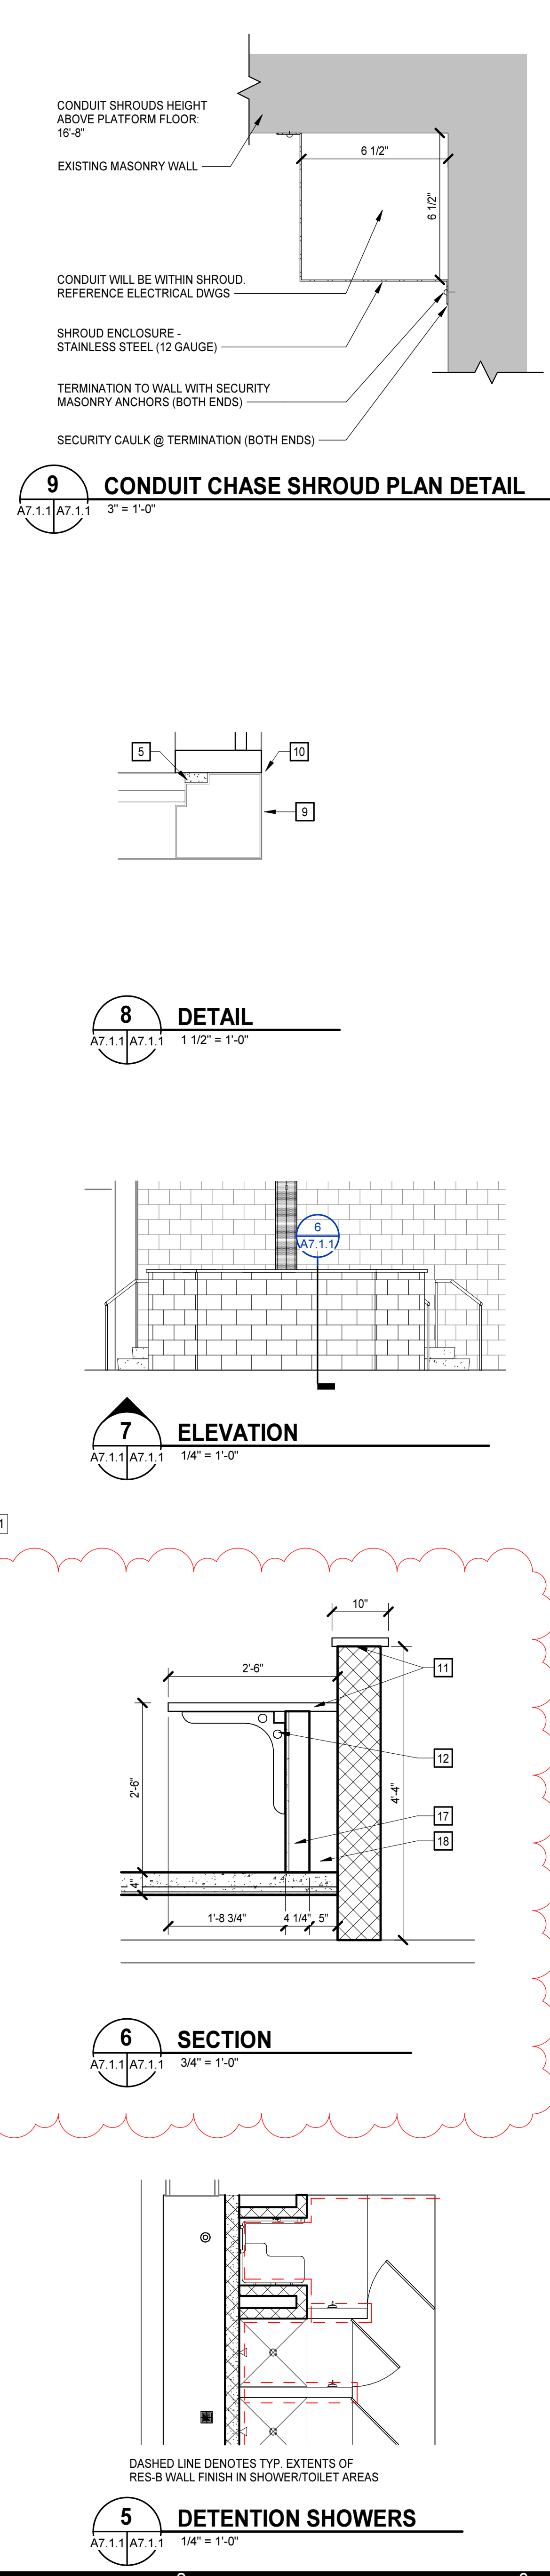 CONDUIT SHROUDS HEIGHT
ABOVE PLATFORM FLOOR:
16'-8"
EXISTING MASONRY WALL
6 1/2"
6 1/2"
CONDUIT WILL BE WITHIN SHROUD.
REFERENCE ELECTRICAL DWGS
SHROUD ENCLOSURE -
STAINLESS STEEL (12 GAUGE)
TERMINATION TO WALL WITH SECURITY
MASONRY ANCHORS (BOTH ENDS)
SECURITY CAULK @ TERMINATION (BOTH ENDS)
9
A7.1.1 A7.1.1
CONDUIT CHASE SHROUD PLAN DETAIL
3" = 1'-0"
5
10
9
8
A7.1.1 A7.1.1
DETAIL
1 1/2" = 1'-0"
6
A7.1.1
7
A7.1.1 A7.1.1
ELEVATION
1/4" = 1'-0"
1
10"
2'-6"
11
12
2'-6"
4'-4"
17
18
4"
1'-8 3/4"
4 1/4"
5"
6
A7.1.1 A7.1.1
SECTION
3/4" = 1'-0"
DASHED LINE DENOTES TYP. EXTENTS OF
RES-B WALL FINISH IN SHOWER/TOILET AREAS
5
A7.1.1 A7.1.1
DETENTION SHOWERS
1/4" = 1'-0"